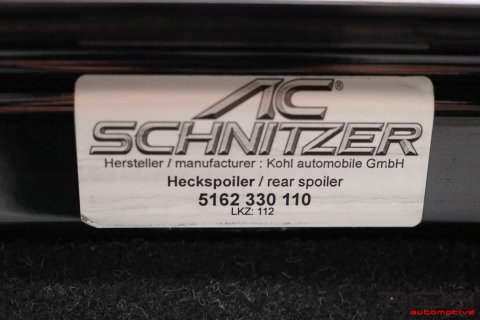 AC®
SCHNITZER
Hersteller / manufacturer : Kohl automobile GmbH
Heckspoiler / rear spoiler
5162 330 110
LKZ: 112
automotive